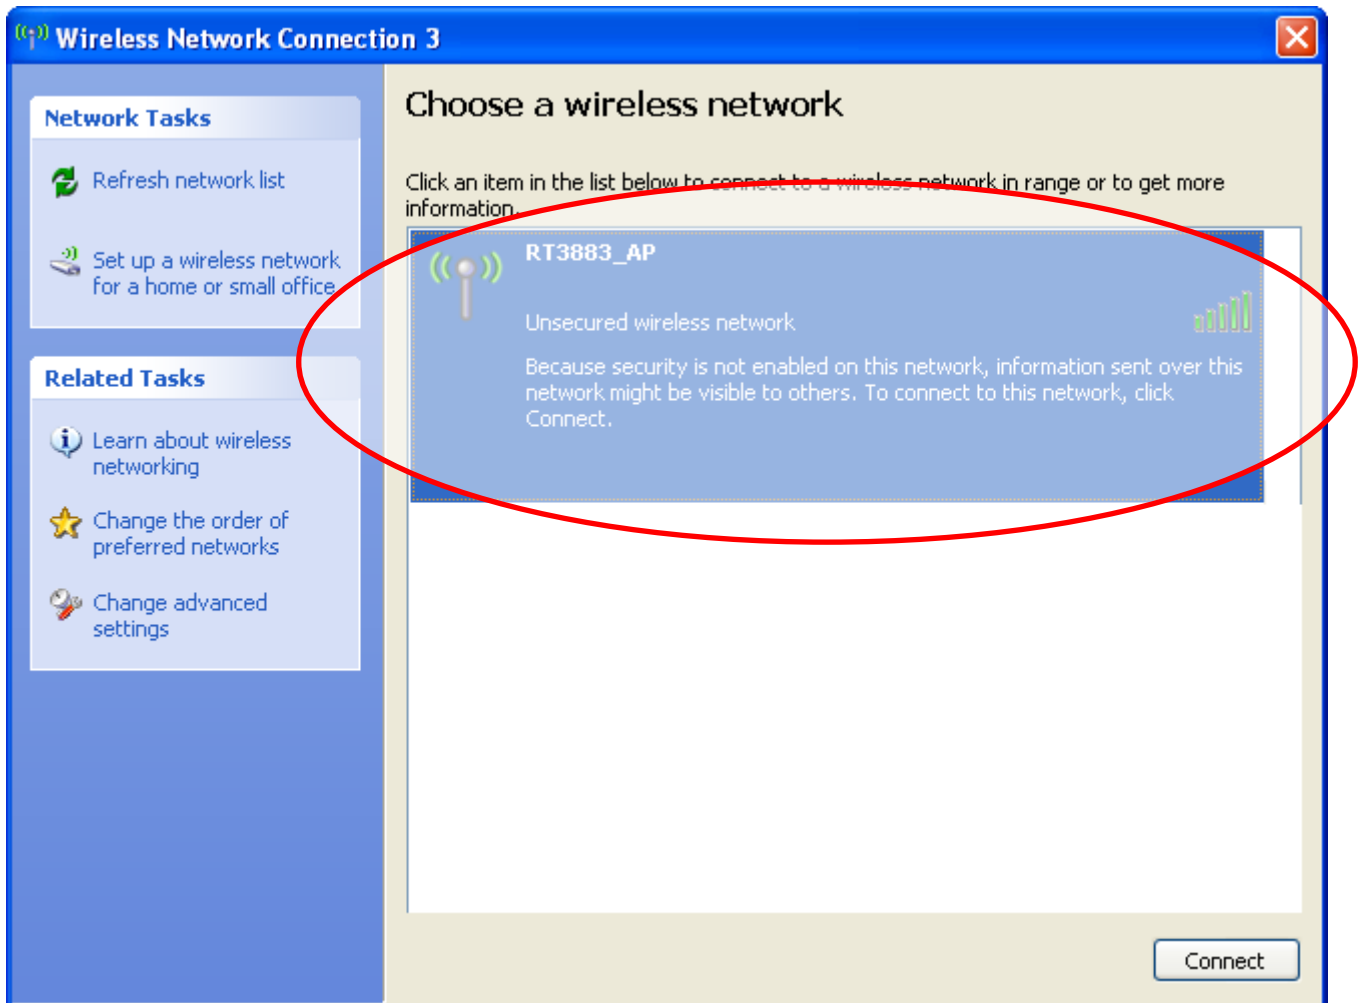 Wireless Network Connection 3
Network Tasks
Refresh network list
Set up a wireless network
for a home or small office
Related Tasks
Learn about wireless
networking
Change the order of
preferred networks
Change advanced
settings
Choose a wireless network
Click an item in the list below to connect to a wireless network in range or to get more
information.
RT3883_AP
Unsecured wireless network
Because security is not enabled on this network, information sent over this
network might be visible to others. To connect to this network, click
Connect.
Connect